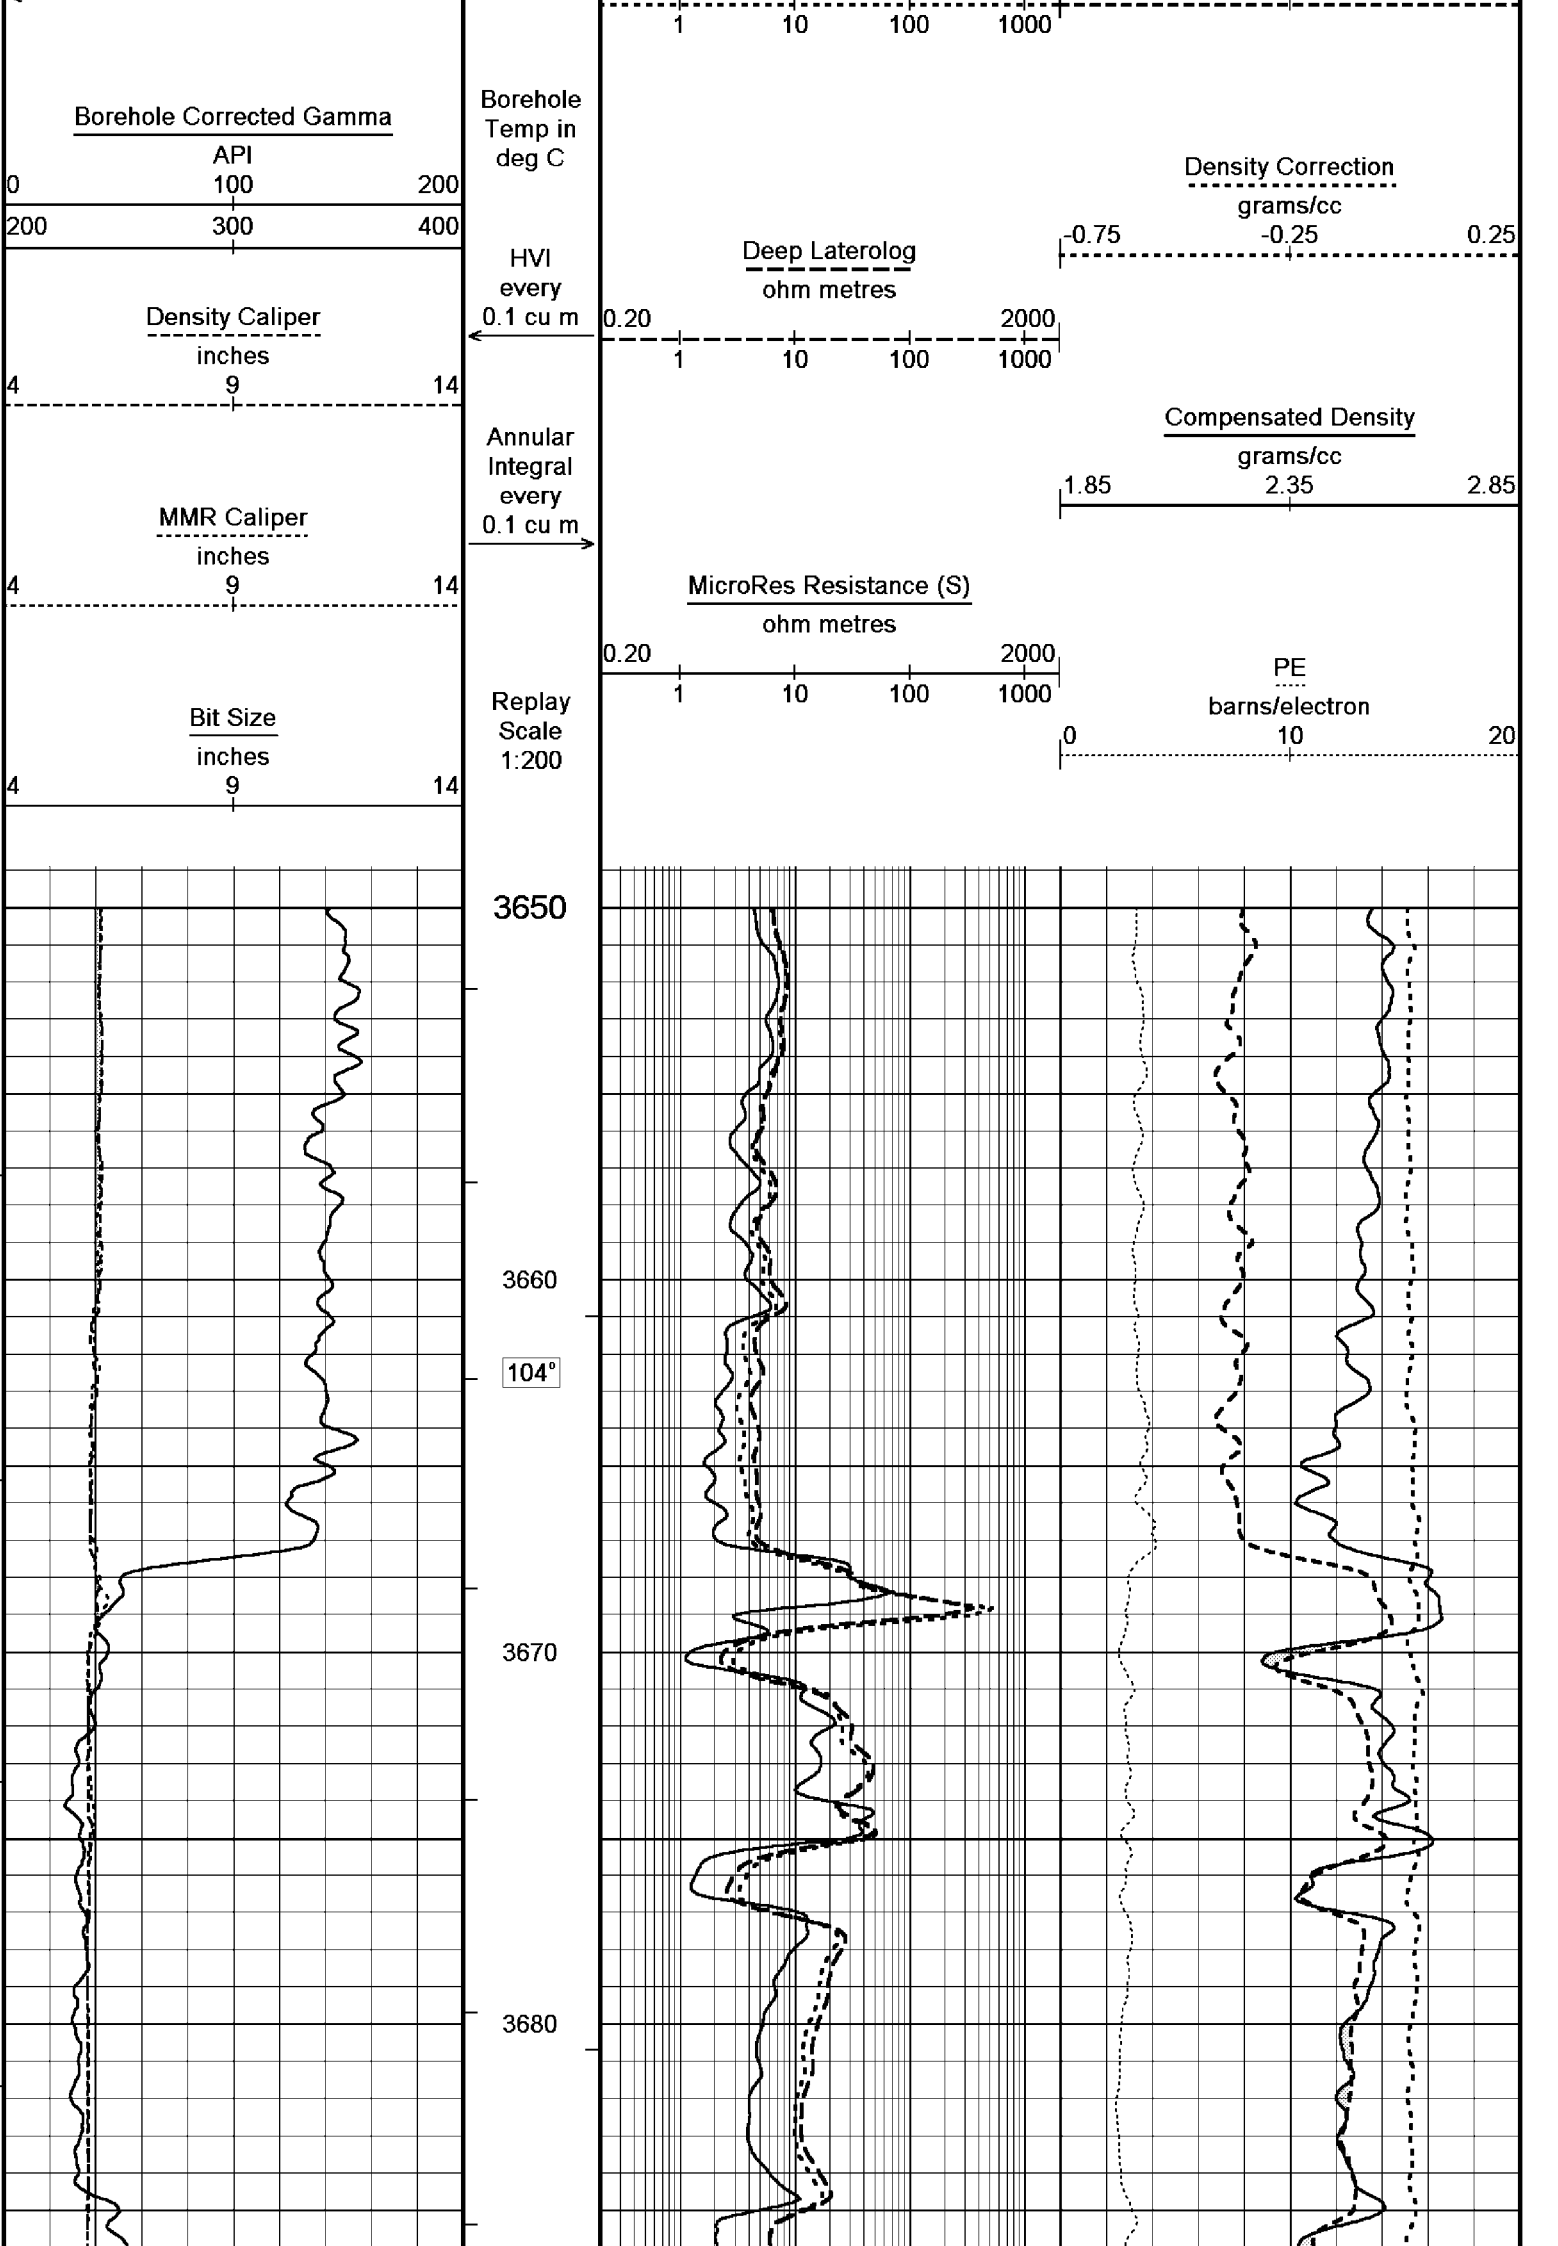 1 10 100 1000
Borehole Corrected Gamma
API
0 100 200
200 300 400
Density Caliper
inches
4 9 14
MMR Caliper
inches
4 9 14
Bit Size
inches
4 9 14
Borehole
Temp in
deg C
HVI
every
0.1 cu m
Annular
Integral
every
0.1 cu m
Replay
Scale
1:200
Deep Laterolog
ohm metres
0.20 2000
1 10 100 1000
MicroRes Resistance (S)
ohm metres
0.20 2000
1 10 100 1000
Density Correction
grams/cc
-0.75 -0.25 0.25
Compensated Density
grams/cc
1.85 2.35 2.85
PE
barns/electron
0 10 20
3650
3660
104°
3670
3680